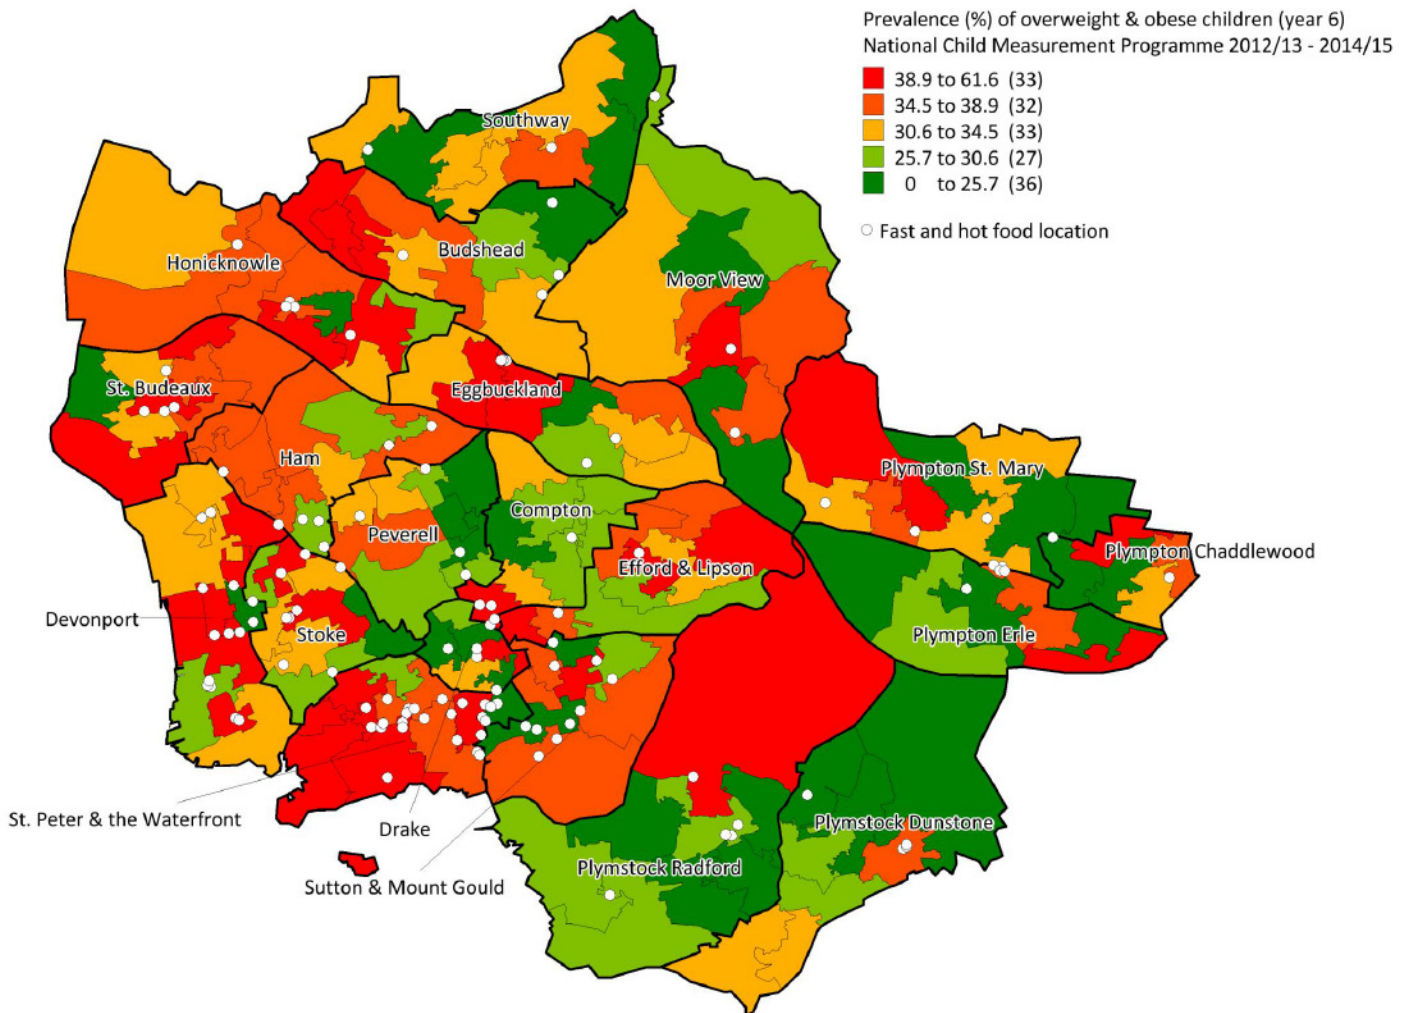 Prevalence (%) of overweight & obese children (year 6)
National Child Measurement Programme 2012/13 - 2014/15
38.9 to 61.6 (33)
34.5 to 38.9 (32)
30.6 to 34.5 (33)
25.7 to 30.6 (27)
0 to 25.7 (36)
Fast and hot food location
Southway
Budshead
Honicknowle
Moor View
St. Budeaux
Eggbuckland
Ham
Plympton St. Mary
Compton
Peverell
Plympton Chaddlewood
Efford & Lipson
Devonport
Stoke
Plympton Erle
St. Peter & the Waterfront
Drake
Plymstock Dunstone
Plymstock Radford
Sutton & Mount Gould